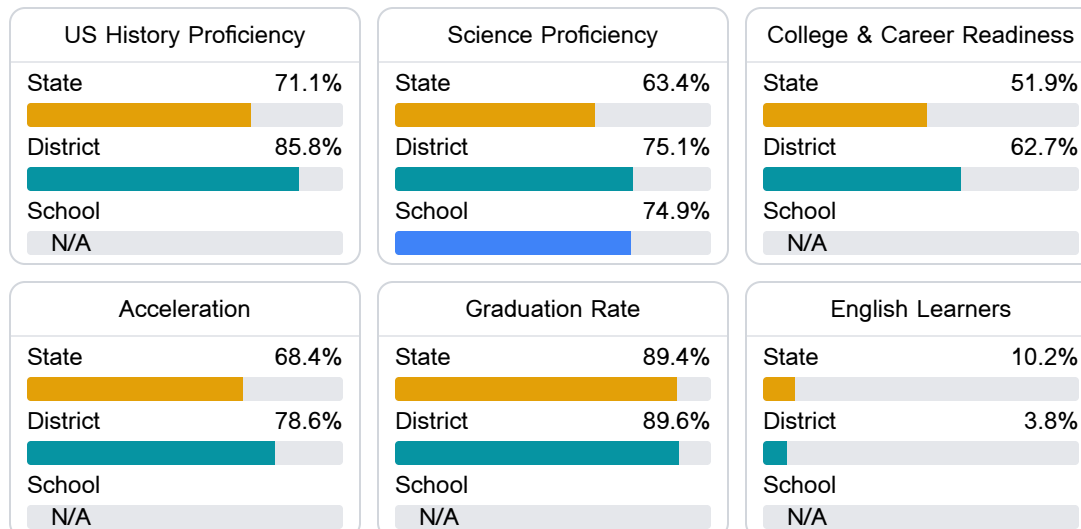 US History Proficiency
State 71.1%
District 85.8%
School
N/A
Science Proficiency
State 63.4%
District 75.1%
School 74.9%
College & Career Readiness
State 51.9%
District 62.7%
School
N/A
Acceleration
State 68.4%
District 78.6%
School
N/A
Graduation Rate
State 89.4%
District 89.6%
School
N/A
English Learners
State 10.2%
District 3.8%
School
N/A